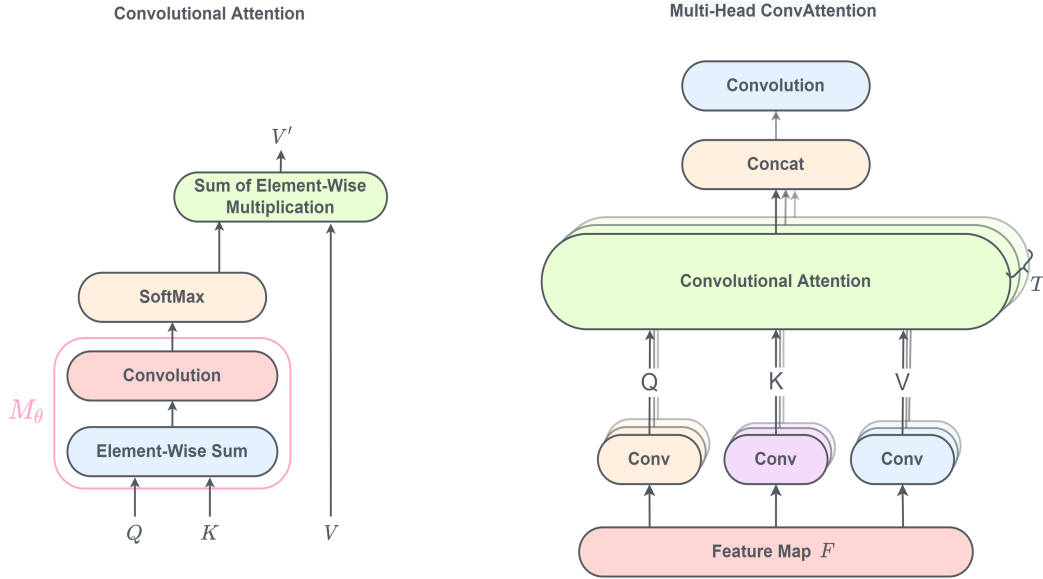 Convolutional Attention
V′
Sum of Element-Wise
Multiplication
SoftMax
Convolution
M_θ
Element-Wise Sum
Q K V
Multi-Head ConvAttention
Convolution
Concat
Convolutional Attention
T
Q K V
Conv Conv Conv
Feature Map F